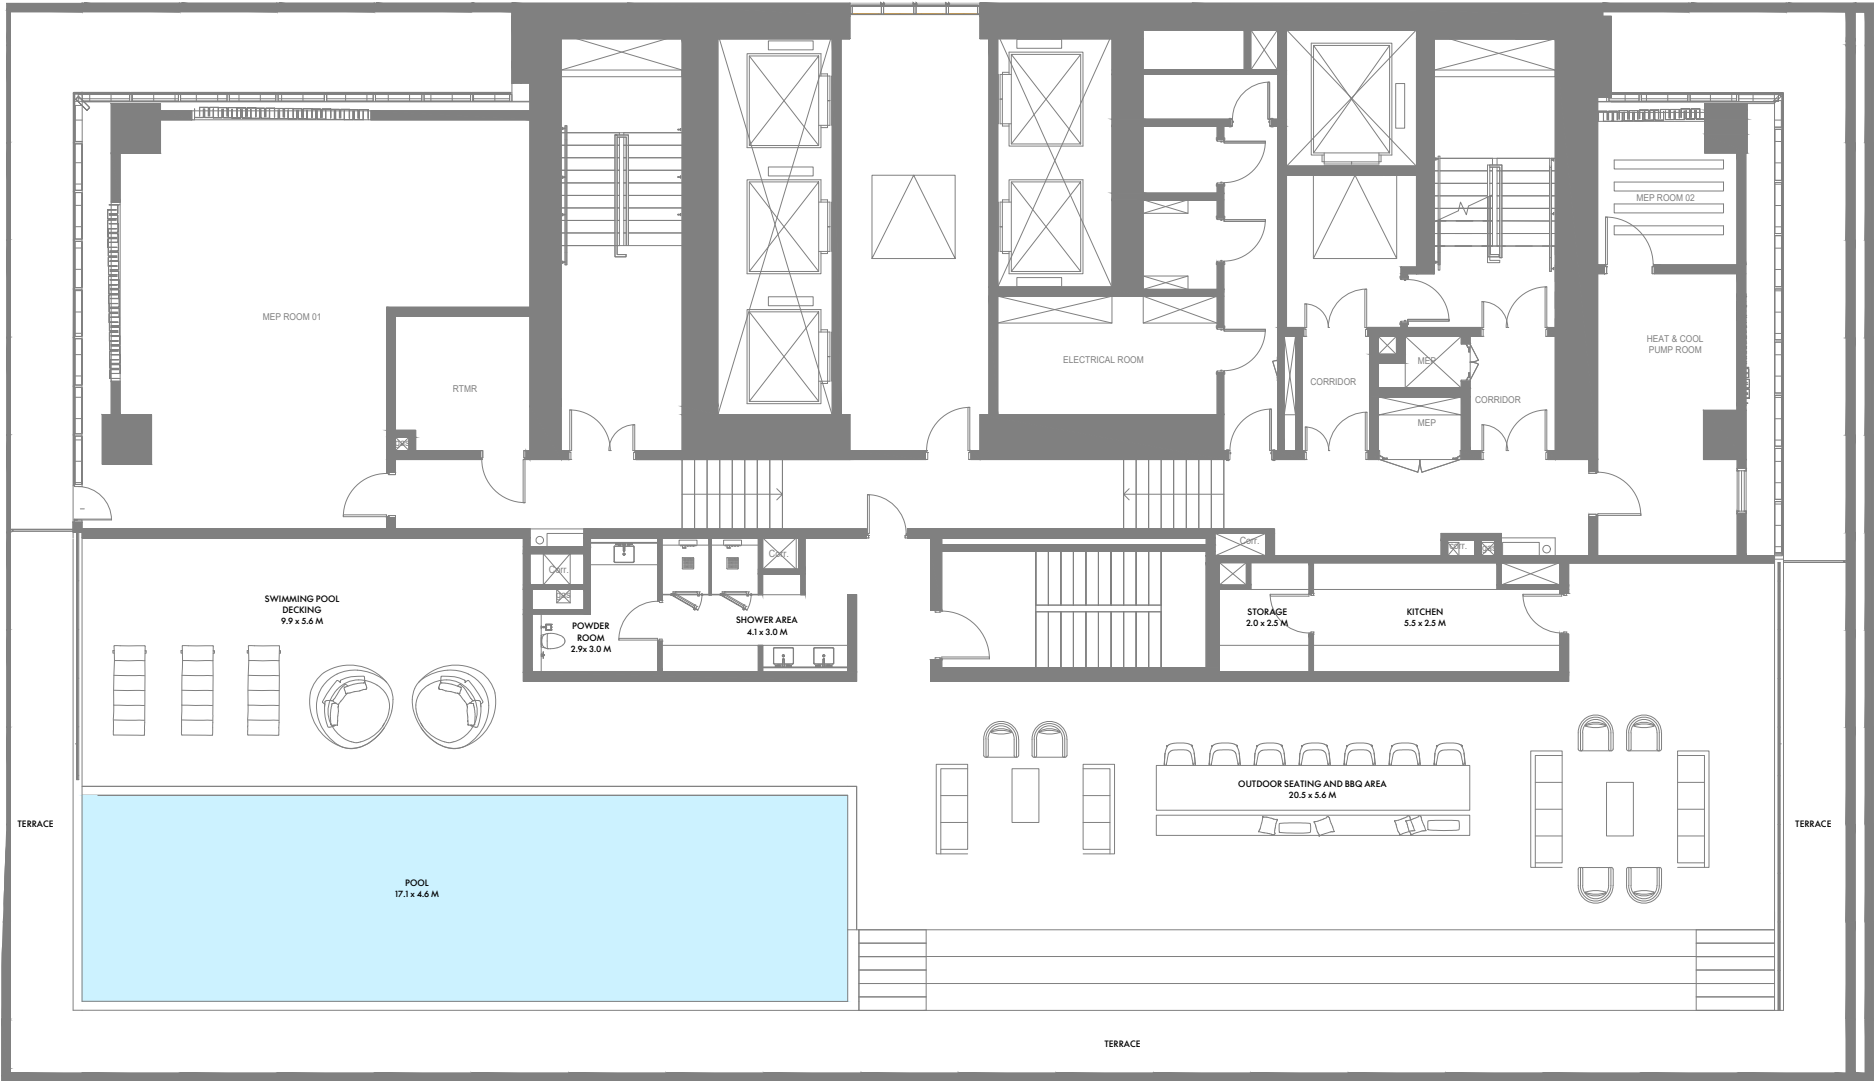 MEP ROOM 02
MEP ROOM 01
HEAT & COOL
PUMP ROOM
ELECTRICAL ROOM
MEP
CORRIDOR
RTMR
CORRIDOR
MEP
Corr.
Corr.
Corr.
Corr.
SWIMMING POOL
DECKING
9.9 x 5.6 M
POWDER
ROOM
2.9x 3.0 M
SHOWER AREA
4.1 x 3.0 M
STORAGE
2.0 x 2.5 M
KITCHEN
5.5 x 2.5 M
OUTDOOR SEATING AND BBQ AREA
20.5 x 5.6 M
TERRACE
TERRACE
POOL
17.1 x 4.6 M
TERRACE